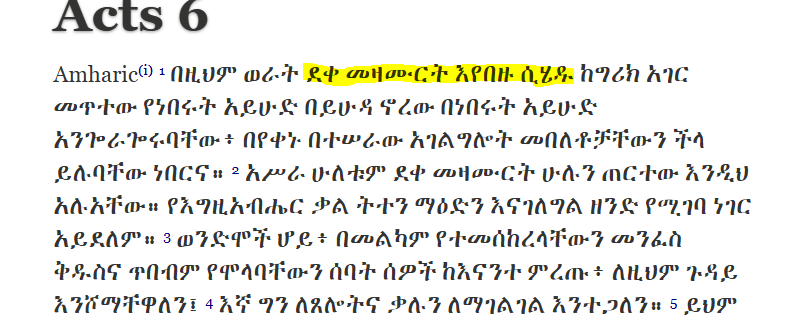 Acts 6
Amharic(i) 1 በዚህም ወራት ደቀ መዛሙርት እየበዙ ሲሄዱ ከግሪክ አገር
መጥተው የነበሩት አይሁድ በይሁዳ ኖረው በነበሩት አይሁድ
አንጐራጐሩባቸው፥ በየቀኑ በተሠራው አገልግሎት መበለቶቻቸውን ችላ
ይሉባቸው ነበርና። 2 አሥራ ሁለቱም ደቀ መዛሙርት ሁሉን ጠርተው እንዲህ
አሉአቸው። የእግዚአብሔር ቃል ትተን ማዕድን እናገለግል ዘንድ የሚገባ ነገር
አይደለም። 3 ወንድሞች ሆይ፥ በመልካም የተመሰከረላቸውን መንፈስ
ቅዱስና ጥበብም የሞላባቸውን ሰባት ሰዎች ከእናንተ ምረጡ፥ ለዚህም ጉዳይ
እንሾማቸዋለን፤ 4 እኛ ግን ለጸሎትና ቃሉን ለማገልገል እንተጋለን። 5 ይህም